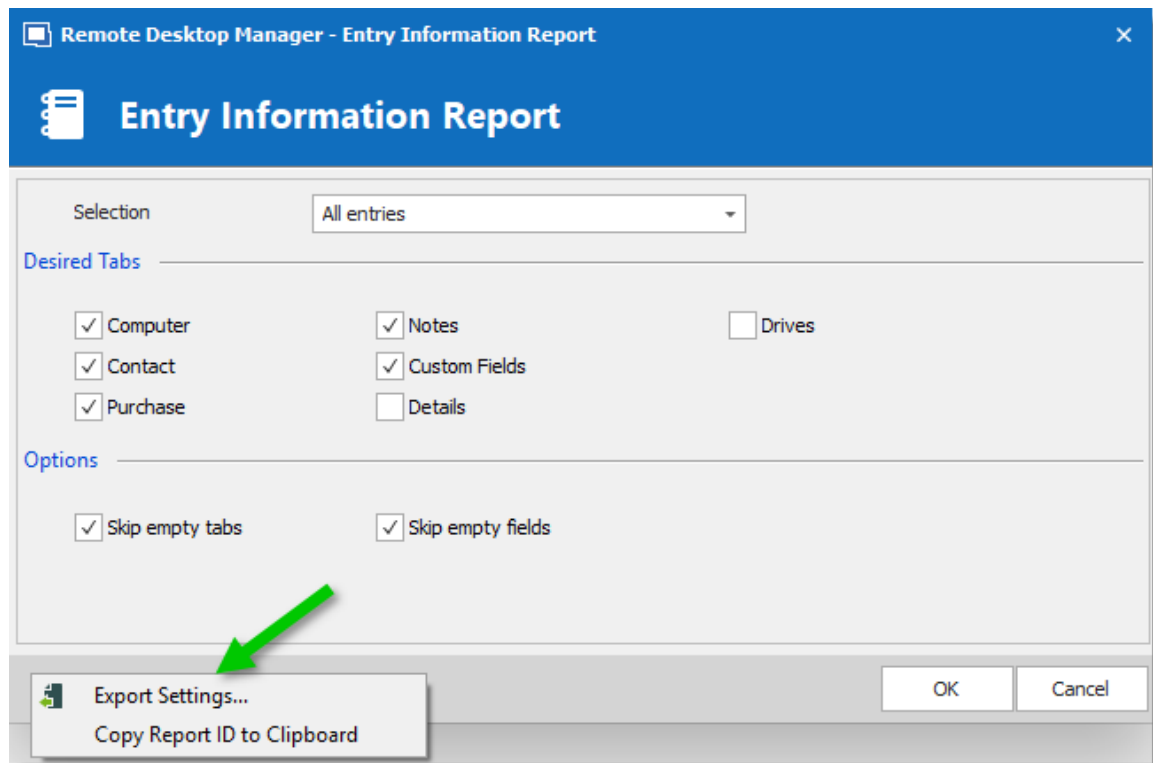 Remote Desktop Manager - Entry Information Report
Entry Information Report
Selection All entries
Desired Tabs
Computer Notes Drives
Contact Custom Fields
Purchase Details
Options
Skip empty tabs Skip empty fields
Export Settings... OK Cancel
Copy Report ID to Clipboard